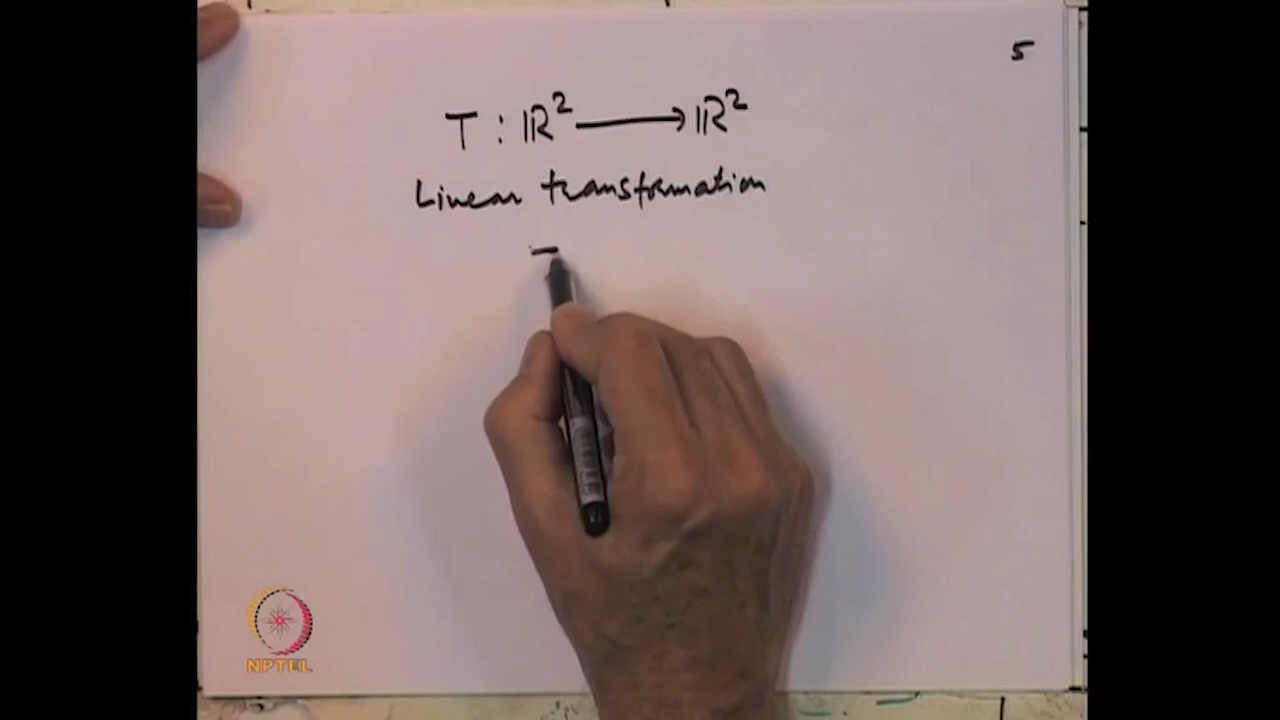 5
T : ℝ² ⟶ ℝ²
Linear transformation
NPTEL